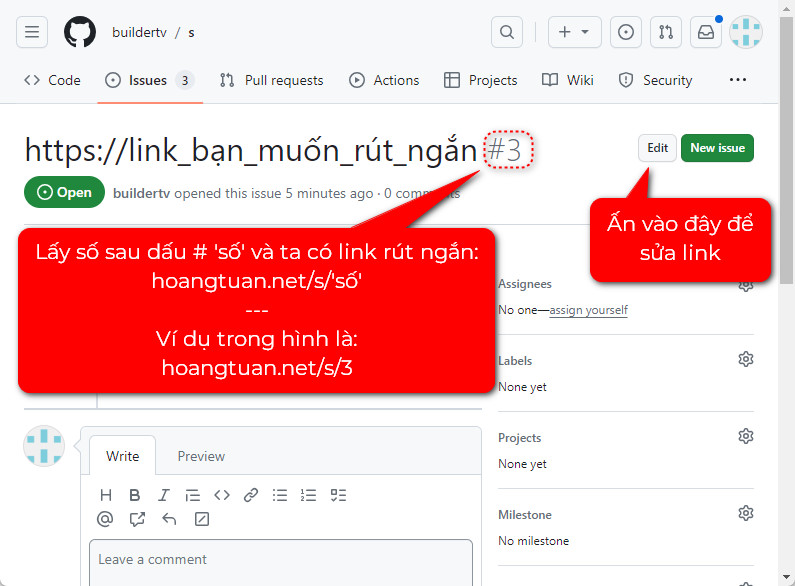 buildertv / s
Code
Issues 3
Pull requests
Actions
Projects
Wiki
Security
https://link_bạn_muốn_rút_ngắn #3
Edit
New issue
Open
buildertv opened this issue 5 minutes ago · 0 comments
Ấn vào đây để
sửa link
Lấy số sau dấu # 'số' và ta có link rút ngắn:
hoangtuan.net/s/'số'
---
Ví dụ trong hình là:
hoangtuan.net/s/3
Assignees
No one—assign yourself
Labels
None yet
Projects
None yet
Milestone
No milestone
Write
Preview
H B I
Leave a comment